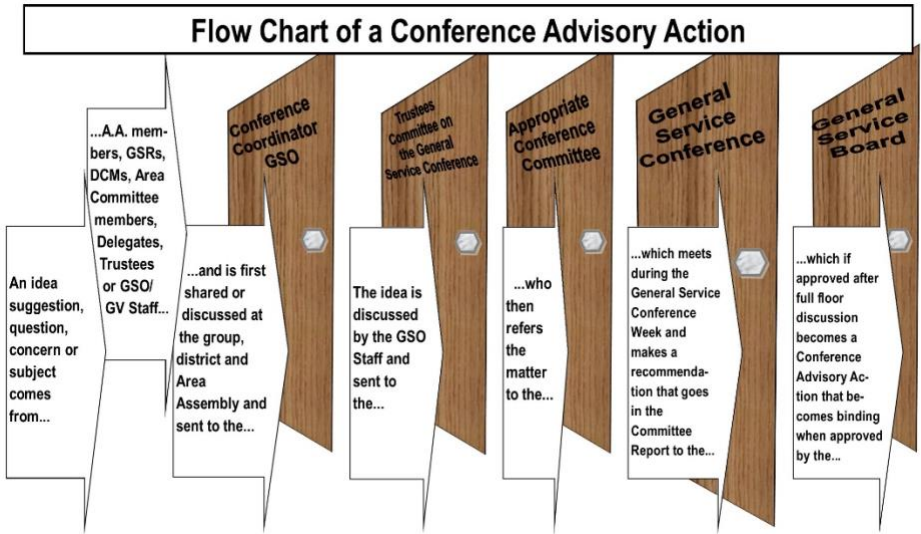 Flow Chart of a Conference Advisory Action
An idea
suggestion,
question,
concern or
subject
comes
from...
...A.A. mem-
bers, GSRs,
DCMs, Area
Committee
members,
Delegates,
Trustees
or GSO/
GV Staff...
...and is first
shared or
discussed at
the group,
district and
Area
Assembly and
sent to the...
Conference
Coordinator
GSO
The idea is
discussed
by the GSO
Staff and
sent to
the...
Trustees
Committee on
the General
Service Conference
...who
then
refers
the
matter
to the...
Appropriate
Conference
Committee
...which meets
during the
General Service
Conference
Week and
makes a
recommenda-
tion that goes
in the
Committee
Report to the...
General
Service
Conference
...which if
approved after
full floor
discussion
becomes a
Conference
Advisory Ac-
tion that be-
comes binding
when approved
by the...
General
Service
Board